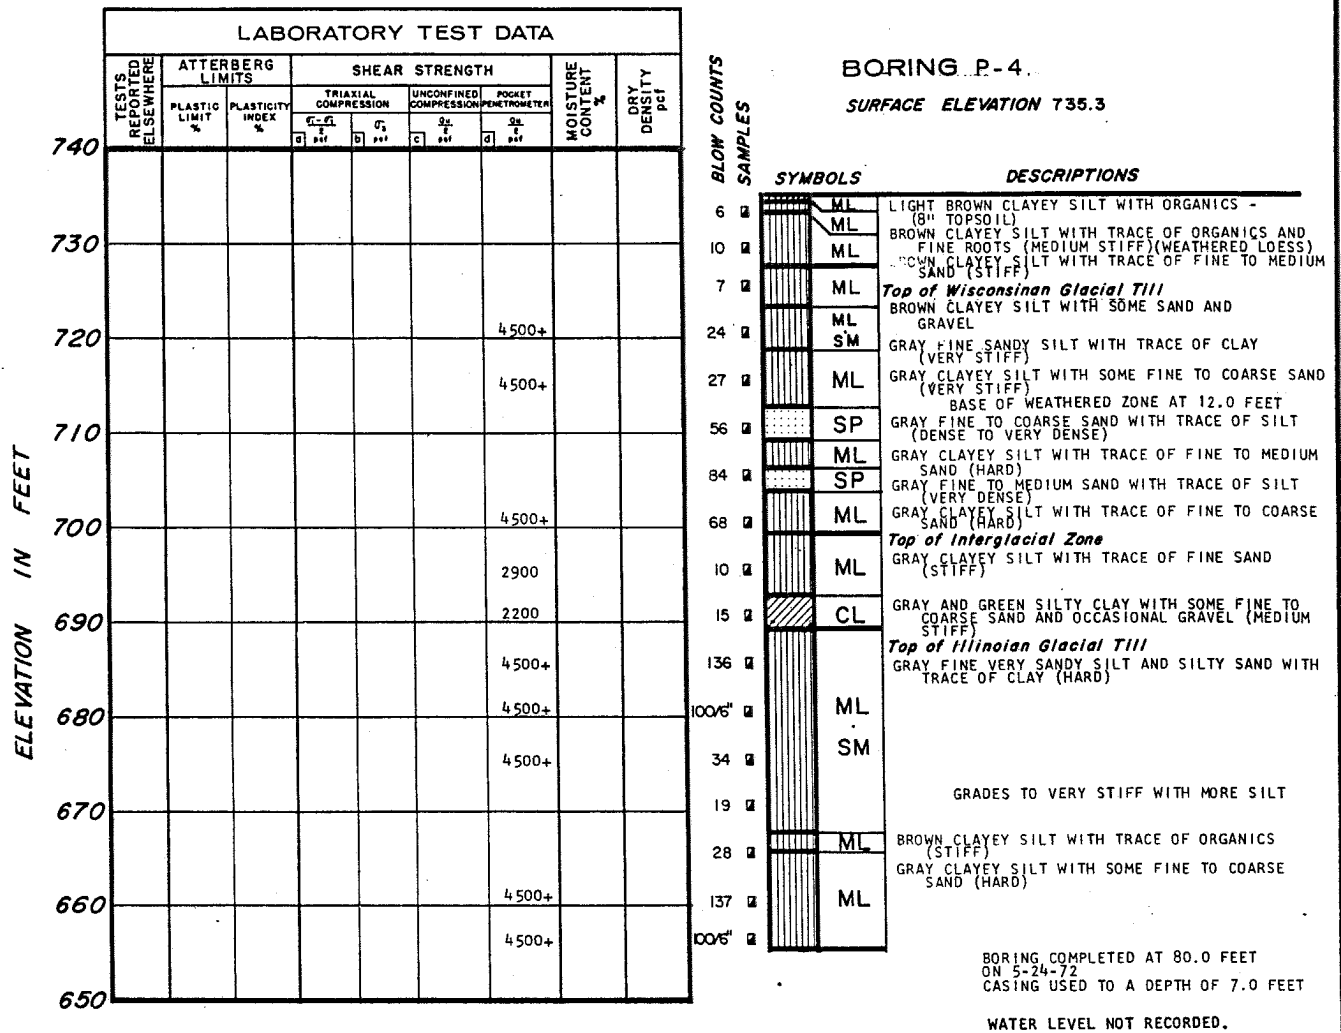 LABORATORY TEST DATA
TESTS REPORTED ELSEWHERE
ATTERBERG LIMITS
PLASTIC LIMIT %
PLASTICITY INDEX %
SHEAR STRENGTH
TRIAXIAL COMPRESSION
UNCONFINED COMPRESSION
POCKET PENETROMETER
a
b
c
d
MOISTURE CONTENT %
DRY DENSITY pcf
BLOW COUNTS
SAMPLES
BORING P-4.
SURFACE ELEVATION 735.3
SYMBOLS
DESCRIPTIONS
ELEVATION IN FEET
740
730
720
710
700
690
680
670
660
650
4500+
4500+
4500+
2900
2200
4500+
4500+
4500+
4500+
4500+
6
10
7
24
27
56
84
68
10
15
136
100/6"
34
19
28
137
100/6"
ML
ML
ML
ML
ML
SM
ML
SP
ML
SP
ML
ML
CL
ML
SM
ML
ML
LIGHT BROWN CLAYEY SILT WITH ORGANICS -
(8" TOPSOIL)
BROWN CLAYEY SILT WITH TRACE OF ORGANICS AND
FINE ROOTS (MEDIUM STIFF)(WEATHERED LOESS)
CLAYEY SILT WITH TRACE OF FINE TO MEDIUM
SAND (STIFF)
Top of Wisconsinan Glacial Till
BROWN CLAYEY SILT WITH SOME SAND AND
GRAVEL
GRAY FINE SANDY SILT WITH TRACE OF CLAY
(VERY STIFF)
GRAY CLAYEY SILT WITH SOME FINE TO COARSE SAND
(VERY STIFF)
BASE OF WEATHERED ZONE AT 12.0 FEET
GRAY FINE TO COARSE SAND WITH TRACE OF SILT
(DENSE TO VERY DENSE)
GRAY CLAYEY SILT WITH TRACE OF FINE TO MEDIUM
SAND (HARD)
GRAY FINE TO MEDIUM SAND WITH TRACE OF SILT
(VERY DENSE)
GRAY CLAYEY SILT WITH TRACE OF FINE TO COARSE
SAND (HARD)
Top of Interglacial Zone
GRAY CLAYEY SILT WITH TRACE OF FINE SAND
(STIFF)
GRAY AND GREEN SILTY CLAY WITH SOME FINE TO
COARSE SAND AND OCCASIONAL GRAVEL (MEDIUM
STIFF)
Top of Illinoian Glacial Till
GRAY FINE VERY SANDY SILT AND SILTY SAND WITH
TRACE OF CLAY (HARD)
GRADES TO VERY STIFF WITH MORE SILT
BROWN CLAYEY SILT WITH TRACE OF ORGANICS
(STIFF)
GRAY CLAYEY SILT WITH SOME FINE TO COARSE
SAND (HARD)
BORING COMPLETED AT 80.0 FEET
ON 5-24-72
CASING USED TO A DEPTH OF 7.0 FEET
WATER LEVEL NOT RECORDED.